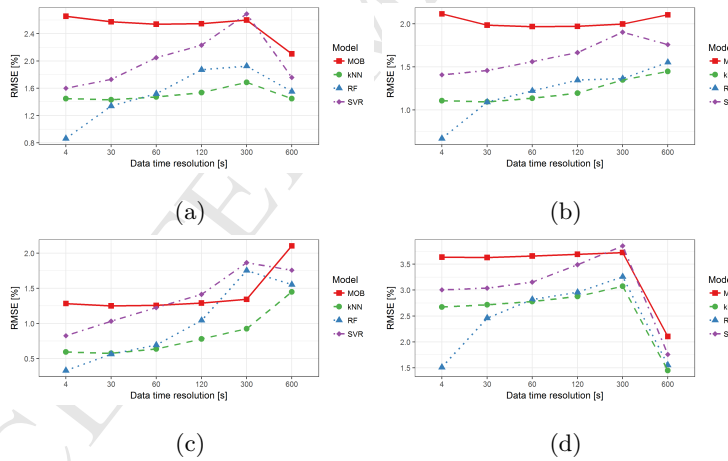 RMSE [%]
2.4
2.0
1.6
1.2
0.8
4
30
60
120
300
600
Data time resolution [s]
Model
MOB
kNN
RF
SVR
(a)
RMSE [%]
2.0
1.5
1.0
4
30
60
120
300
600
Data time resolution [s]
Model
M
k
R
S
(b)
RMSE [%]
2.0
1.5
1.0
0.5
4
30
60
120
300
600
Data time resolution [s]
Model
MOB
kNN
RF
SVR
(c)
RMSE [%]
3.5
3.0
2.5
2.0
1.5
4
30
60
120
300
600
Data time resolution [s]
Model
M
k
R
S
(d)